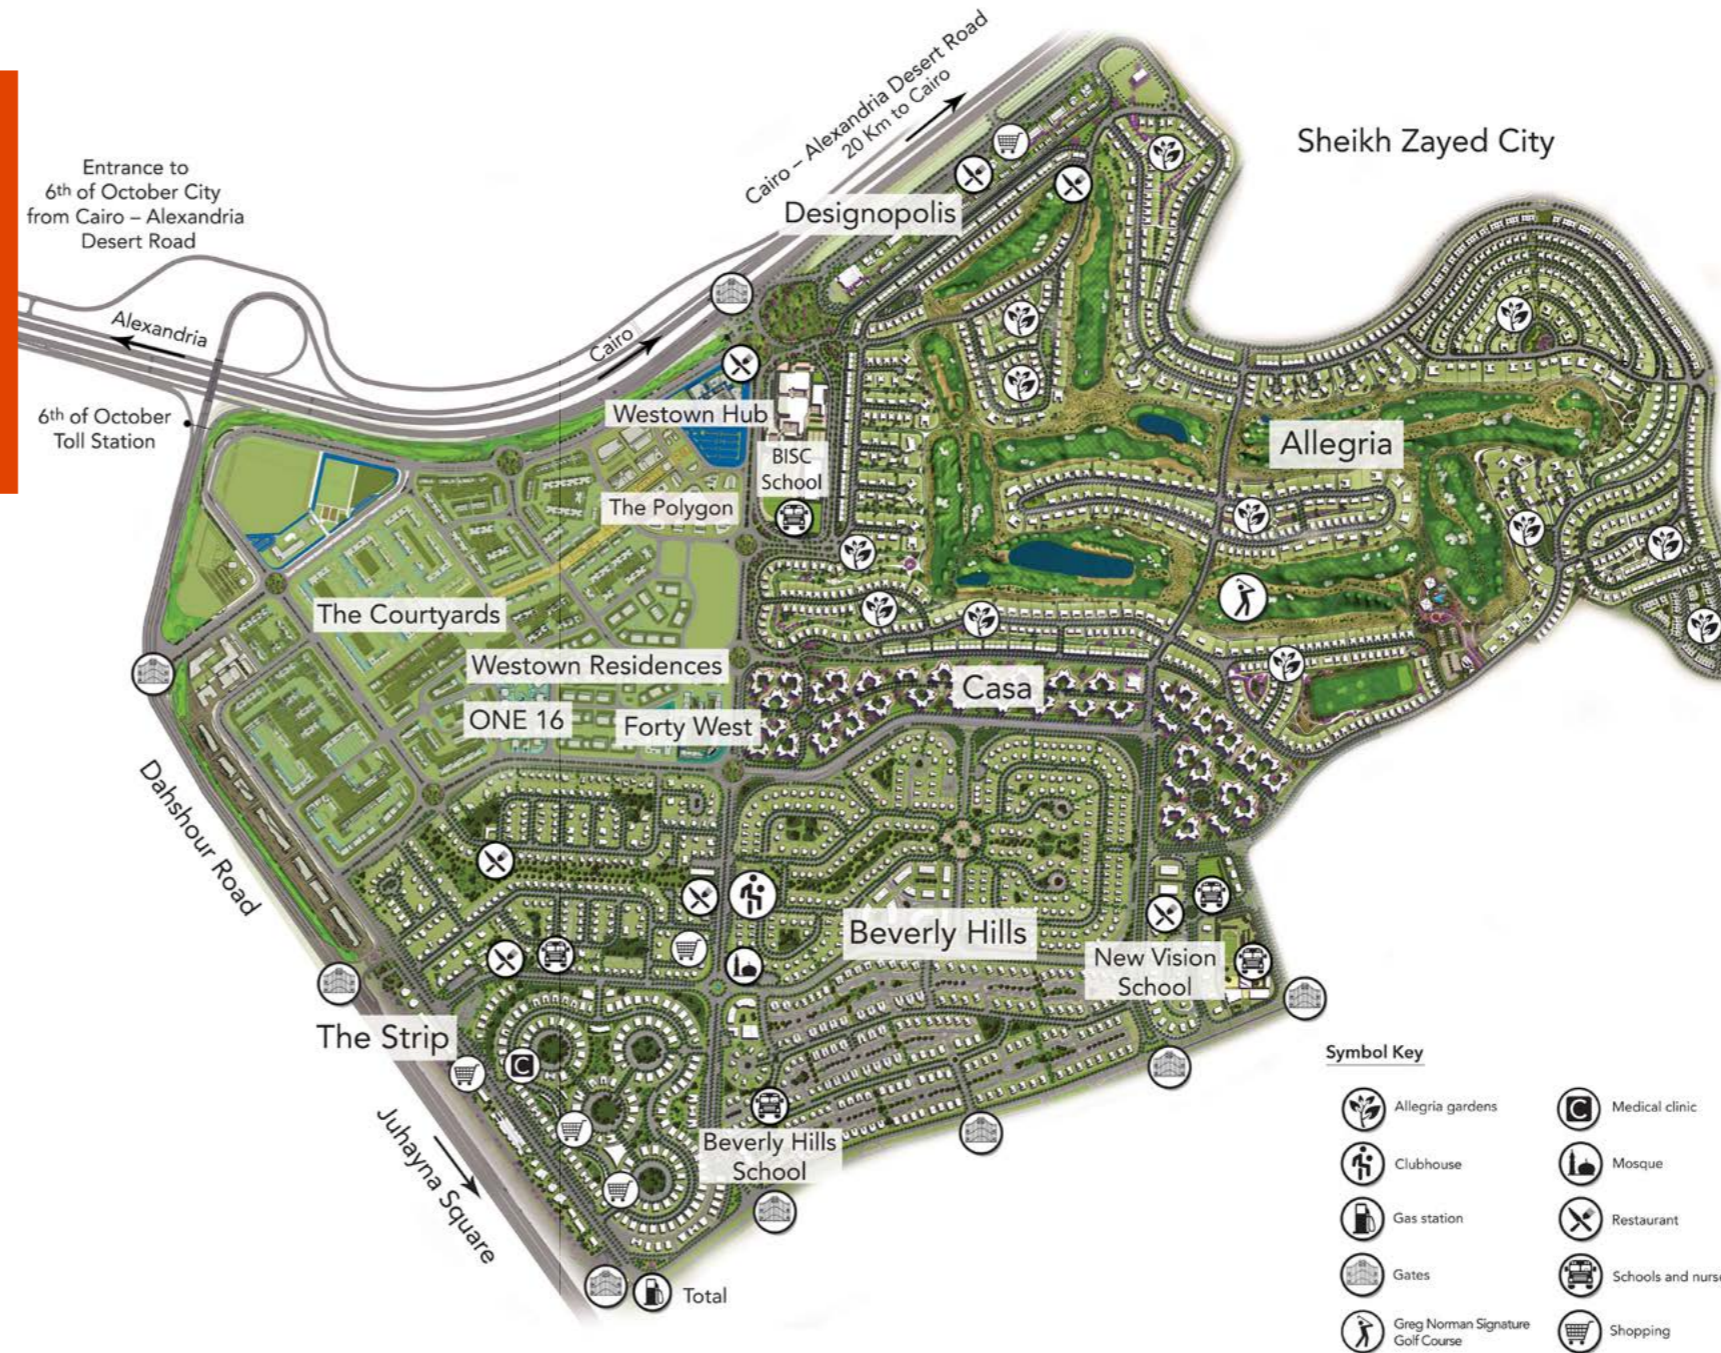 Cairo – Alexandria Desert Road
20 Km to Cairo
Sheikh Zayed City
Entrance to
6th of October City
from Cairo – Alexandria
Desert Road
Designopolis
Alexandria
Cairo
6th of October
Toll Station
Westown Hub
BISC
School
Allegria
The Polygon
The Courtyards
Westown Residences
Casa
ONE 16
Forty West
Dahshour Road
Beverly Hills
New Vision
School
The Strip
Juhayna Square
Beverly Hills
School
Total
Symbol Key
Allegria gardens
Clubhouse
Gas station
Gates
Greg Norman Signature
Golf Course
C
Medical clinic
Mosque
Restaurant
Schools and nurse
Shopping
C